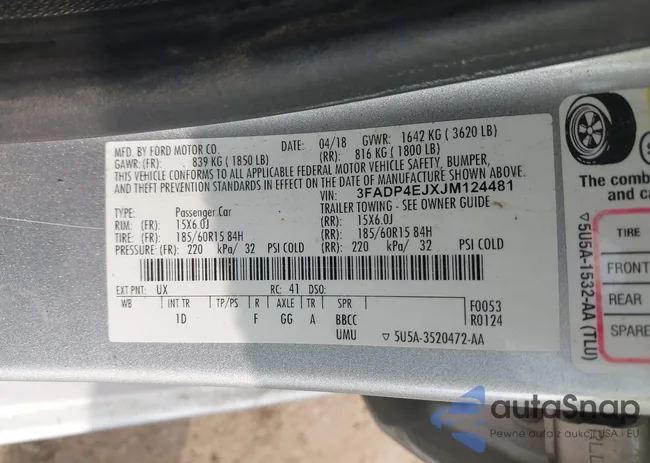 MFD. BY FORD MOTOR CO.
DATE: 04/18 GVWR: 1642 KG ( 3620 LB)
GAWR: (FR): 839 KG ( 1850 LB) (RR): 816 KG ( 1800 LB)
THIS VEHICLE CONFORMS TO ALL APPLICABLE FEDERAL MOTOR VEHICLE SAFETY, BUMPER,
AND THEFT PREVENTION STANDARDS IN EFFECT ON THE DATE OF MANUFACTURE SHOWN ABOVE.
VIN: 3FADP4EJXJM124481
TYPE: Passenger Car TRAILER TOWING - SEE OWNER GUIDE
RIM: (FR): 15X6.0J (RR): 15X6.0J
TIRE: (FR): 185/60R15 84H (RR): 185/60R15 84H
PRESSURE: (FR): 220 kPa/ 32 PSI COLD (RR): 220 kPa/ 32 PSI COLD
EXT PNT: UX RC: 41 DSO:
WB INT TR TP/PS R AXLE TR SPR F0053
1D F GG A BBCC R0124
UMU ▽ 5U5A-3520472-AA
The comb
▽ 5U5A-1532-AA (TLU)
TIRE
FRONT
REAR
SPARE
autoSnap
Pewne auto z aukcji USA i EU